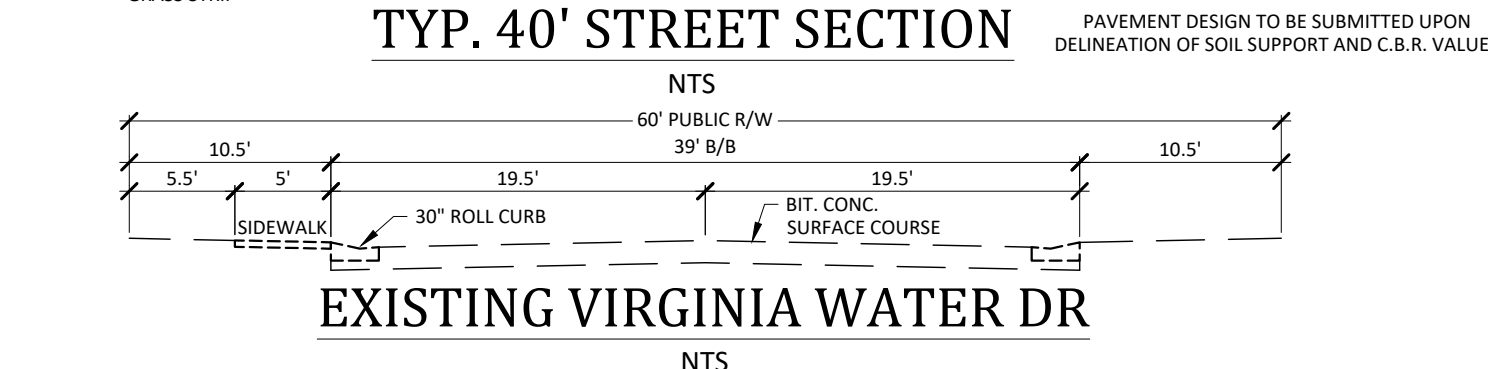 TYP. 40' STREET SECTION
NTS
PAVEMENT DESIGN TO BE SUBMITTED UPON
DELINEATION OF SOIL SUPPORT AND C.B.R. VALUE
60' PUBLIC R/W
10.5'
39' B/B
10.5'
5.5'
5'
19.5'
19.5'
SIDEWALK
30" ROLL CURB
BIT. CONC.
SURFACE COURSE
EXISTING VIRGINIA WATER DR
NTS